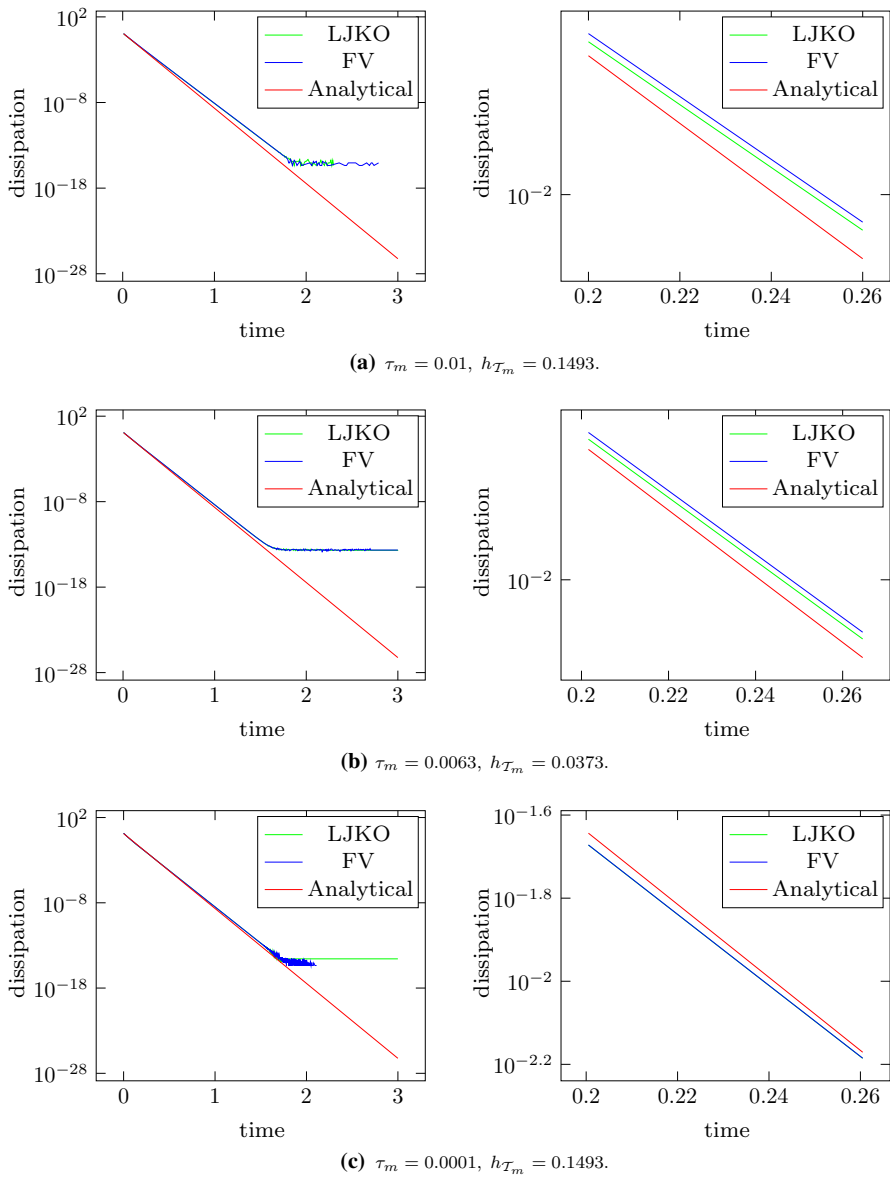 10^2
10^−8
10^−18
10^−28
0
1
2
3
dissipation
time
LJKO
FV
Analytical
10^−2
0.2
0.22
0.24
0.26
dissipation
time
LJKO
FV
Analytical
(a) τ_m = 0.01, h_{𝒯_m} = 0.1493.
10^2
10^−8
10^−18
10^−28
0
1
2
3
dissipation
time
LJKO
FV
Analytical
10^−2
0.2
0.22
0.24
0.26
dissipation
time
LJKO
FV
Analytical
(b) τ_m = 0.0063, h_{𝒯_m} = 0.0373.
10^2
10^−8
10^−18
10^−28
0
1
2
3
dissipation
time
LJKO
FV
Analytical
10^−1.6
10^−1.8
10^−2
10^−2.2
0.2
0.22
0.24
0.26
dissipation
time
LJKO
FV
Analytical
(c) τ_m = 0.0001, h_{𝒯_m} = 0.1493.